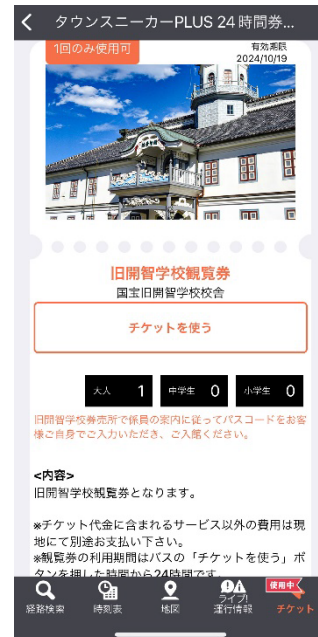 タウンスニーカーPLUS 24時間券...
1回のみ使用可
有効期限
2024/10/19
旧開智学校観覧券
国宝旧開智学校校舎
チケットを使う
大人 1 中学生 0 小学生 0
旧開智学校券売所で係員の案内に従ってパスコードをお客
様ご自身でご入力いただき、ご入館ください。
<内容>
旧開智学校観覧券となります。
※チケット代金に含まれるサービス以外の費用は現
地にて別途お支払い下さい。
※観覧券の利用期間はバスの「チケットを使う」ボ
タンを押した時間から24時間です。
使用中
経路検索 時刻表 地図 ライブ!
運行情報 チケット